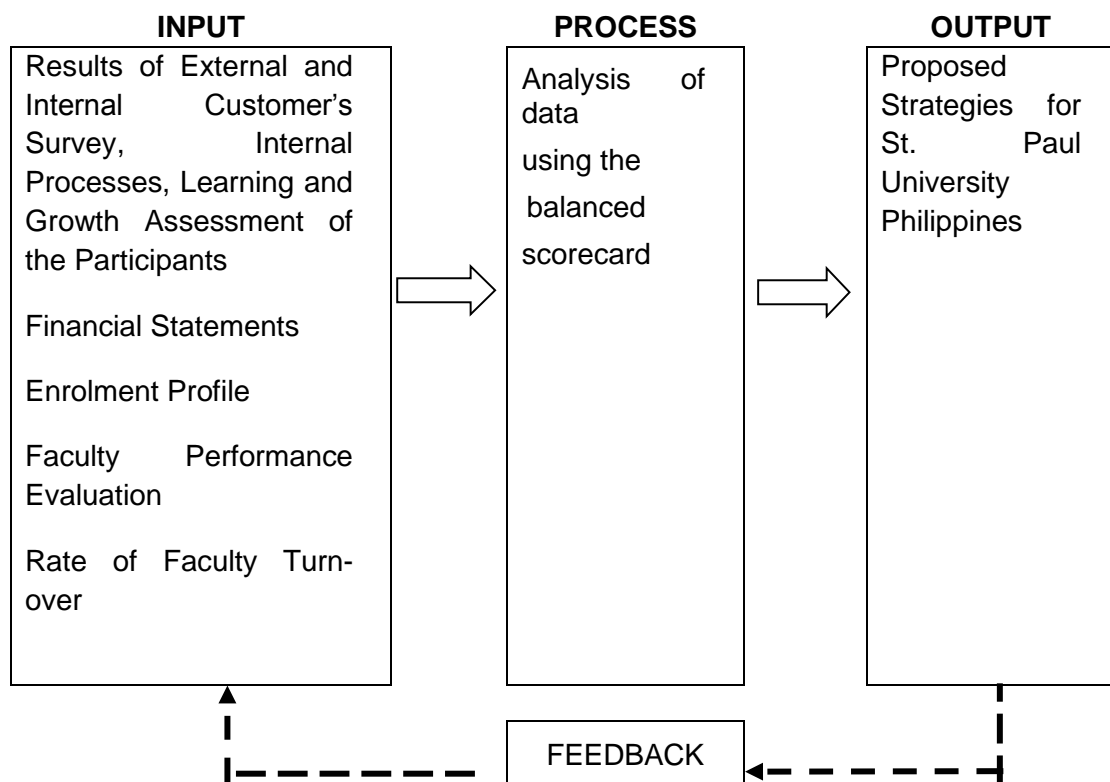 INPUT
Results of External and
Internal Customer's
Survey, Internal
Processes, Learning and
Growth Assessment of
the Participants
Financial Statements
Enrolment Profile
Faculty Performance
Evaluation
Rate of Faculty Turn-
over
PROCESS
Analysis of
data
using the
balanced
scorecard
OUTPUT
Proposed
Strategies for
St. Paul
University
Philippines
FEEDBACK